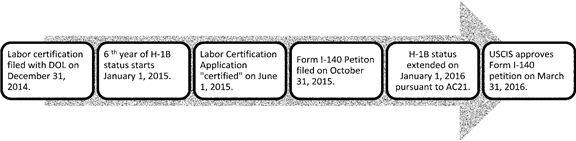 Labor certification
filed with DOL on
December 31,
2014.
6 th year of H-1B
status starts
January 1, 2015.
Labor Certification
Application
"certified" on June
1, 2015.
Form I-140 Petiton
filed on October
31, 2015.
H-1B status
extended on
January 1, 2016
pursuant to AC21.
USCIS approves
Form I-140
petition on March
31, 2016.